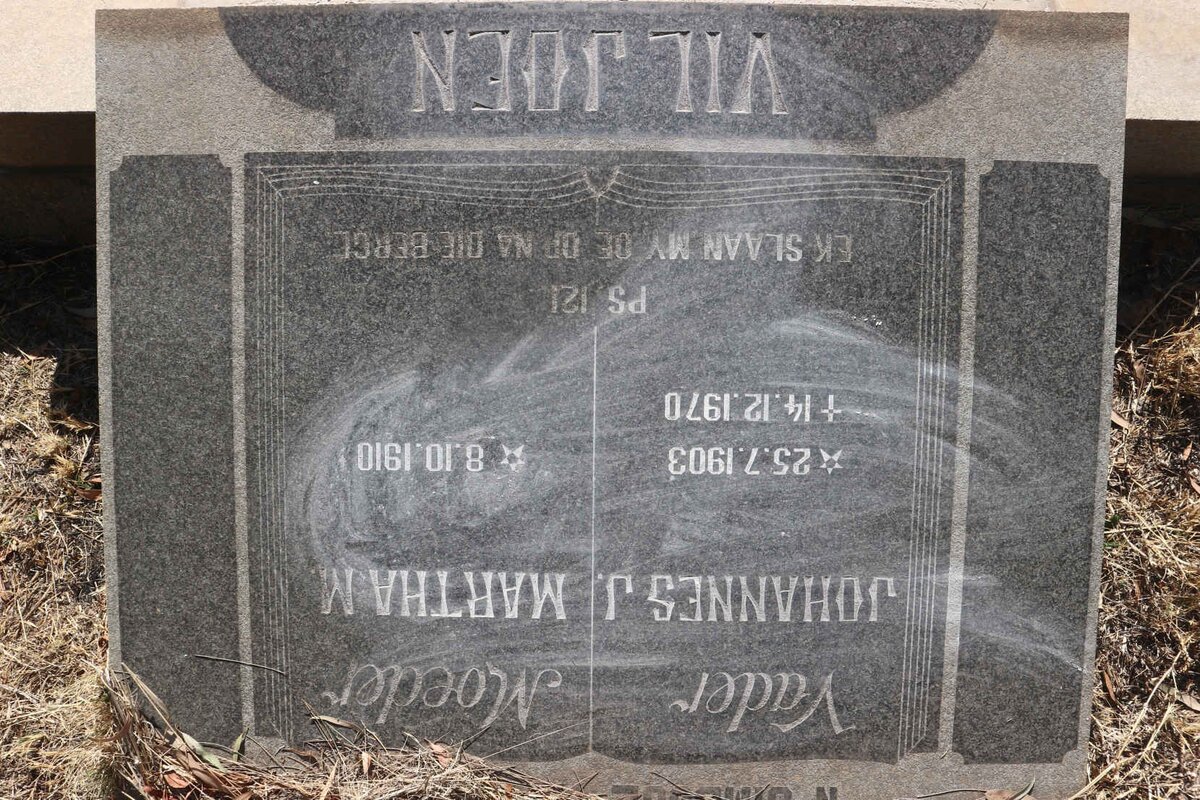 Vader Moeder
JOHANNES J. MARTHA M.
☆ 25.7.1903 ☆ 8.10.1910
✝ 14.12.1970
PS. 121
EK SLAAN MY OË OP NA DIE BERGE
VILJOEN